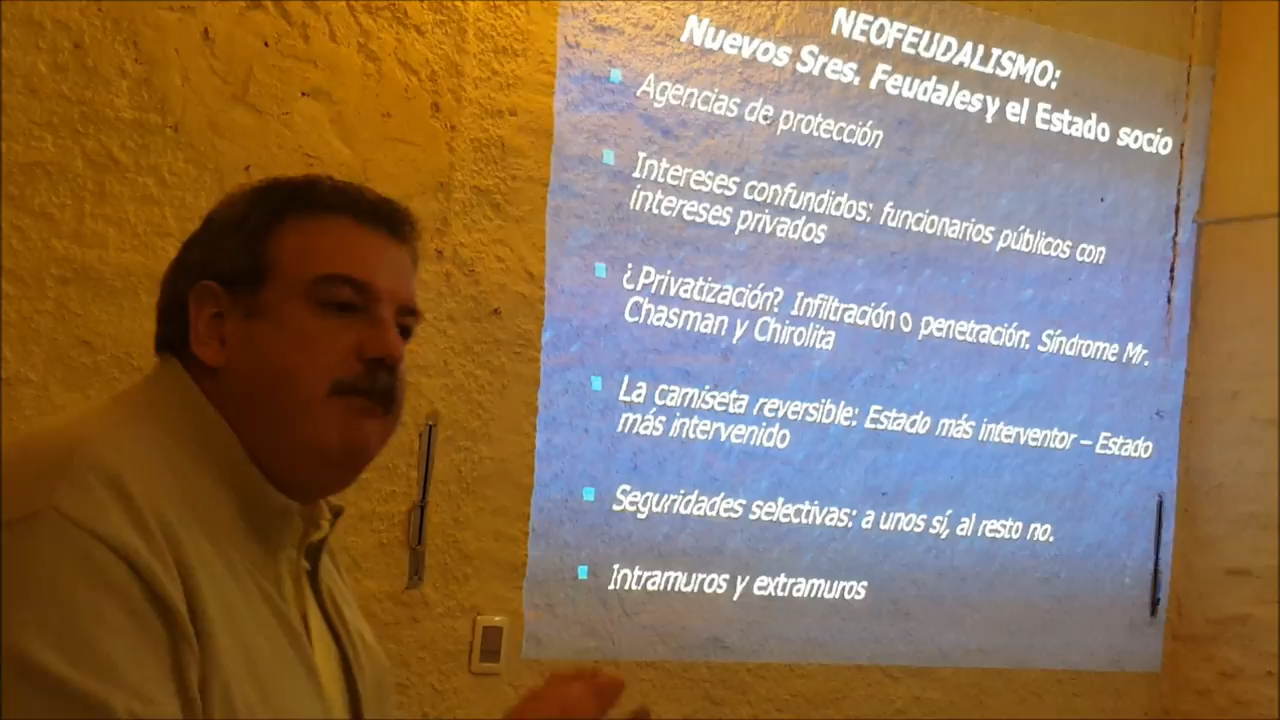 NEOFEUDALISMO:
Nuevos Sres. Feudales y el Estado socio
Agencias de protección
Intereses confundidos: funcionarios públicos con
intereses privados
¿Privatización? Infiltración o penetración: Síndrome Mr.
Chasman y Chirolita
La camiseta reversible: Estado más interventor – Estado
más intervenido
Seguridades selectivas: a unos sí, al resto no.
Intramuros y extramuros